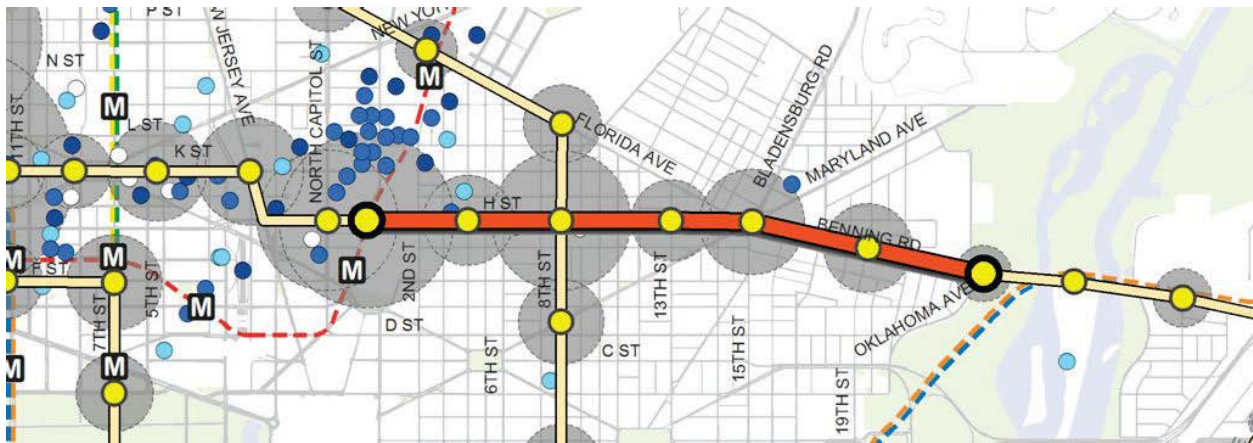 P ST
NEW YOR
N ST
N JERSEY AVE
NORTH CAPITOL ST
M
BLADENSBURG RD
M
11TH ST
L ST
FLORIDA AVE
MARYLAND AVE
K ST
H ST
BENNING RD
M
M
F ST
5TH ST
M
2ND ST
8TH ST
13TH ST
OKLAHOMA AVE
M
7TH ST
D ST
15TH ST
C ST
6TH ST
M
M
19TH ST